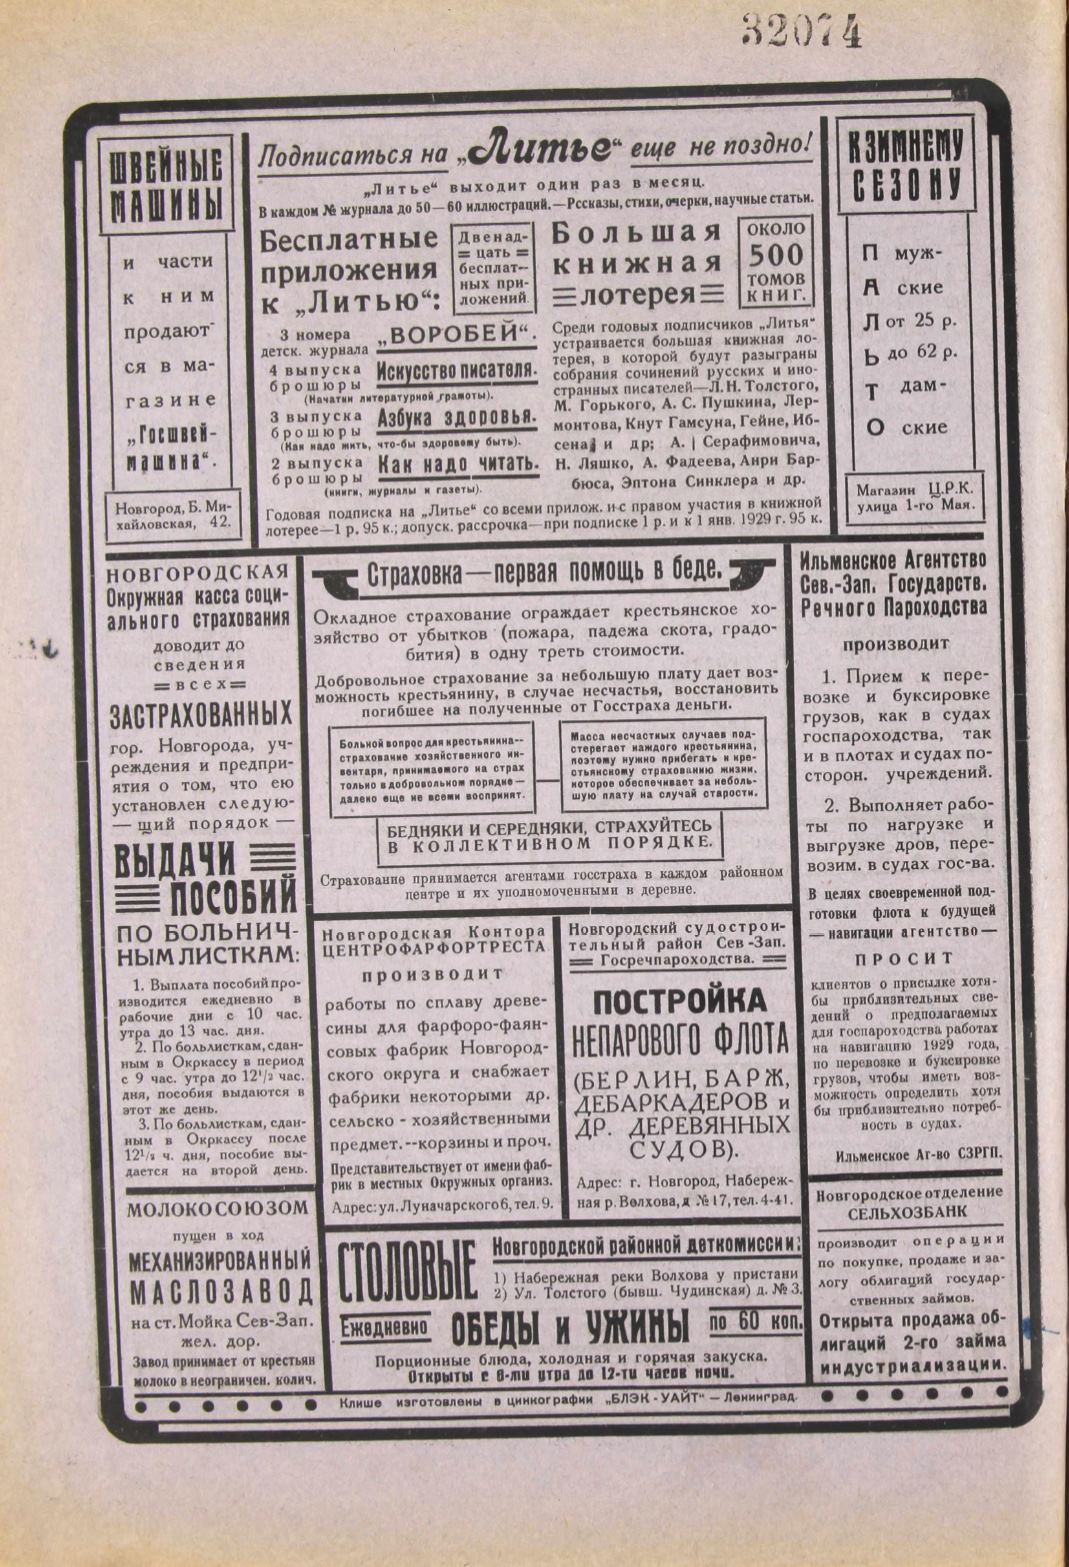 32074
ШВЕЙНЫЕ
МАШИНЫ
и части
к ним
продают-
ся в ма-
газине
„Госшвей-
машина“.
Новгород, Б. Ми-
хайловская, 42.
Подписаться на „Литье“ еще не поздно!
„Литье“ выходит один раз в месяц.
В каждом № журнала до 50—60 иллюстраций.—Рссказы, стихи, очерки, научные статьи.
Бесплатные
приложения
к „Литью“:
Двенад-
цать
бесплат-
ных при-
ложений.
3 номера
детск. журнала „ВОРОБЕЙ“.
4 выпуска
брошюры Искусство писателя.
(Начатки литературной грамоты).
3 выпуска
брошюры Азбука здоровья.
(Как надо жить, что-бы здоровому быть).
2 выпуска
брошюры Как надо читать.
(книги, журналы и газеты).
Большая
книжная
лотерея
ОКОЛО
500
ТОМОВ
КНИГ.
Среди годовых подписчиков „Литья“
устраивается большая книжная ло-
терея, в которой будут разыграны
собрания сочинений русских и ино-
странных писателей—Л. Н. Толстого,
М. Горького, А. С. Пушкина, Лер-
монтова, Кнут Гамсуна, Гейне, Иб-
сена и др; А. Серафимовича,
Н. Ляшко, А. Фадеева, Анри Бар-
бюса, Эптона Синклера и др.
Годовая подписка на „Литье“ со всеми прилож. и с правом участия в книжной
лотерее—1 р. 95 к.; допуск. рассрочка—при подписке 1 р. и к 1 янв. 1929 г. 95 к.
К ЗИМНЕМУ
СЕЗОНУ
П муж-
А ские
Л от 25 р.
Ь до 62 р.
Т дам-
О ские
Магазин Ц.Р.К.
улица 1-го Мая.
НОВГОРОДСКАЯ
Окружная касса соци-
ального страхования
доводит до
сведения
всех
ЗАСТРАХОВАННЫХ
гор. Новгорода, уч-
реждения и предпри-
ятия о том, что ею
установлен следую-
— щий порядок —
ВЫДАЧИ
ПОСОБИЙ
ПО БОЛЬНИЧ-
НЫМ ЛИСТКАМ:
1. Выплата пособий про-
изводится ежедневно в
рабочие дни с 10 час.
утра до 13 час. дня.
2. По больлисткам, сдан-
ным в Окркассу в период
с 9 час. утра до 12½ час.
дня, пособия выдаются в
этот же день.
3. По больлисткам, сдан-
ным в Окркассу после
12½ ч. дня, пособие вы-
дается на второй день.
Страховка—первая помощь в беде.
Окладное страхование ограждает крестьянское хо-
зяйство от убытков (пожара, падежа скота, градо-
бития) в одну треть стоимости.
Добровольное страхование за небольшую плату дает воз-
можность крестьянину, в случае несчастья, восстановить
погибшее на полученные от Госстраха деньги.
Больной вопрос для крестьянина—
страхование хозяйственного ин-
вентаря, принимаемого на страх
только в добровольном порядке—
далеко еще не всеми воспринят.
Масса несчастных случаев под-
стерегает каждого крестьянина,
поэтому нужно прибегать и кре-
стьянскому страхованию жизни,
которое обеспечивает за неболь-
шую плату на случай старости.
БЕДНЯКИ И СЕРЕДНЯКИ, СТРАХУЙТЕСЬ
В КОЛЛЕКТИВНОМ ПОРЯДКЕ.
Страхование принимается агентами госстраха в каждом районном
центре и их уполномоченными в деревне.
Ильменское Агентство
Сев.-Зап. Государств.
Речного Пароходства
производит
1. Прием к пере-
возке и буксировке
грузов, как в судах
госпароходства, так
и в плотах и судах по-
сторон. учреждений.
2. Выполняет рабо-
ты по нагрузке и
выгрузке дров, пере-
возим. в судах гос-ва.
В целях своевременной под-
готовки флота к будущей
— навигации агентство —
ПРОСИТ
клиентов о присылке хотя-
бы приблизительных све-
дений о предполагаемых
для госпароходства работах
на навигацию 1929 года,
по перевозке и буксировке
грузов, чтобы иметь воз-
можность определить хотя
бы приблизительно потреб-
ность в судах.
Ильменское Аг-во СЗРГП.
Новгородская Контора
ЦЕНТРОФАРФОРТРЕСТА
производит
работы по сплаву древе-
сины для фарфоро-фаян-
совых фабрик Новгород-
ского округа и снабжает
фабрики некоторыми др.
сельско-хозяйственными
предмет.--корзины и проч.
Представительствует от имени фаб-
рик в местных Окружных организ.
Адрес: ул. Луначарского 6, тел. 9.
Новгородский судострои-
тельный район Сев-Зап.
Госречпароходства.
ПОСТРОЙКА
НЕПАРОВОГО ФЛОТА
(БЕРЛИН, БАРЖ,
ДЕБАРКАДЕРОВ и
ДР. ДЕРЕВЯННЫХ
СУДОВ).
Адрес: г. Новгород, Набереж-
ная р. Волхова, д № 17, тел. 4-41.
МОЛОКОСОЮЗОМ
пущен в ход
МЕХАНИЗИРОВАННЫЙ
МАСЛОЗАВОД
на ст. Мойка Сев-Зап.
жел. дор.
Завод принимает от крестьян
молоко в неограничен. колич.
СТОЛОВЫЕ Новгородской районной деткомиссии:
1) Набережная реки Волхова у пристани
2) Ул. Толстого (бывш. Чудинская) д. № 3.
Ежедневно ОБЕДЫ и УЖИНЫ по 60 коп.
Порционные блюда, холодная и горячая закуска.
Открыты с 8-ми утра до 12-ти часов ночи.
Новгородское отделение
СЕЛЬХОЗБАНК
производит операции
по покупке, продаже и за-
логу облигаций государ-
ственных займов.
Открыта продажа об-
лигаций 2-го займа
индустриализации.
Клише изготовлены в цинкографии „БЛЭК-УАЙТ“ — Ленинград.